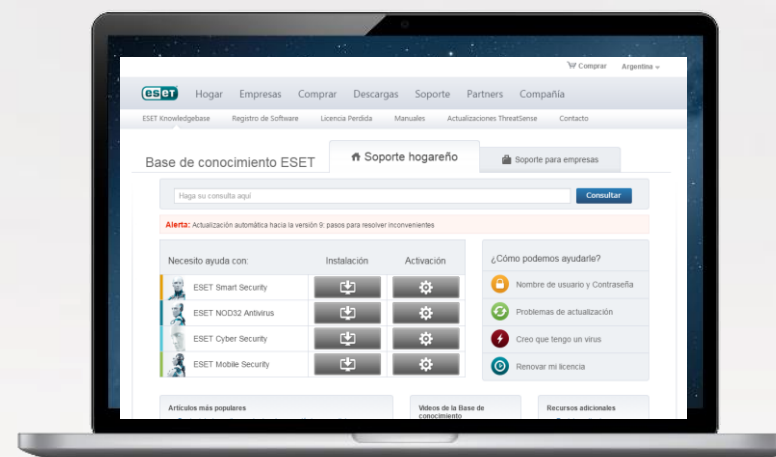 Comprar Argentina
eset Hogar Empresas Comprar Descargas Soporte Partners Compañía
ESET Knowledgebase Registro de Software Licencia Perdida Manuales Actualizaciones ThreatSense Contacto
Base de conocimiento ESET Soporte hogareño Soporte para empresas
Haga su consulta aquí Consultar
Alerta: Actualización automática hacia la versión 9: pasos para resolver inconvenientes
Necesito ayuda con: Instalación Activación
ESET Smart Security
ESET NOD32 Antivirus
ESET Cyber Security
ESET Mobile Security
¿Cómo podemos ayudarle?
Nombre de usuario y Contraseña
Problemas de actualización
Creo que tengo un virus
Renovar mi licencia
Artículos más populares
Videos de la Base de
conocimiento
Recursos adicionales